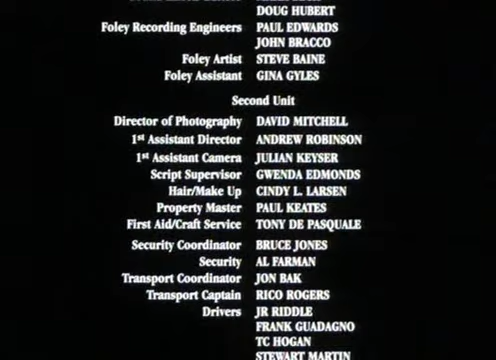 DOUG HUBERT
Foley Recording Engineers PAUL EDWARDS
JOHN BRACCO
Foley Artist STEVE BAINE
Foley Assistant GINA GYLES
Second Unit
Director of Photography DAVID MITCHELL
1st Assistant Director ANDREW ROBINSON
1st Assistant Camera JULIAN KEYSER
Script Supervisor GWENDA EDMONDS
Hair/Make Up CINDY L. LARSEN
Property Master PAUL KEATES
First Aid/Craft Service TONY DE PASQUALE
Security Coordinator BRUCE JONES
Security AL FARMAN
Transport Coordinator JON BAK
Transport Captain RICO ROGERS
Drivers JR RIDDLE
FRANK GUADAGNO
TC HOGAN
STEWART MARTIN